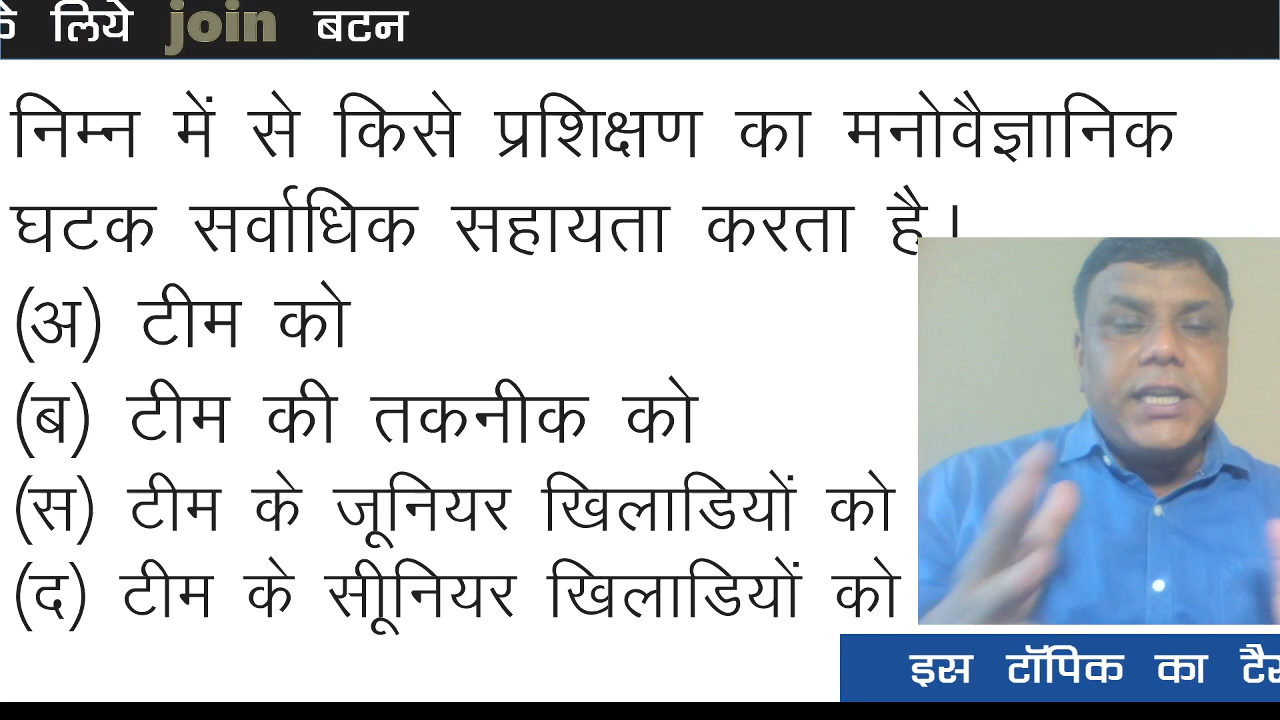 लिये join बटन
निम्न में से किसे प्रशिक्षण का मनोवैज्ञानिक
घटक सर्वाधिक सहायता करता है।
(अ) टीम को
(ब) टीम की तकनीक को
(स) टीम के जूनियर खिलाडियों को
(द) टीम के सीूनियर खिलाडियों को
इस टॉपिक का